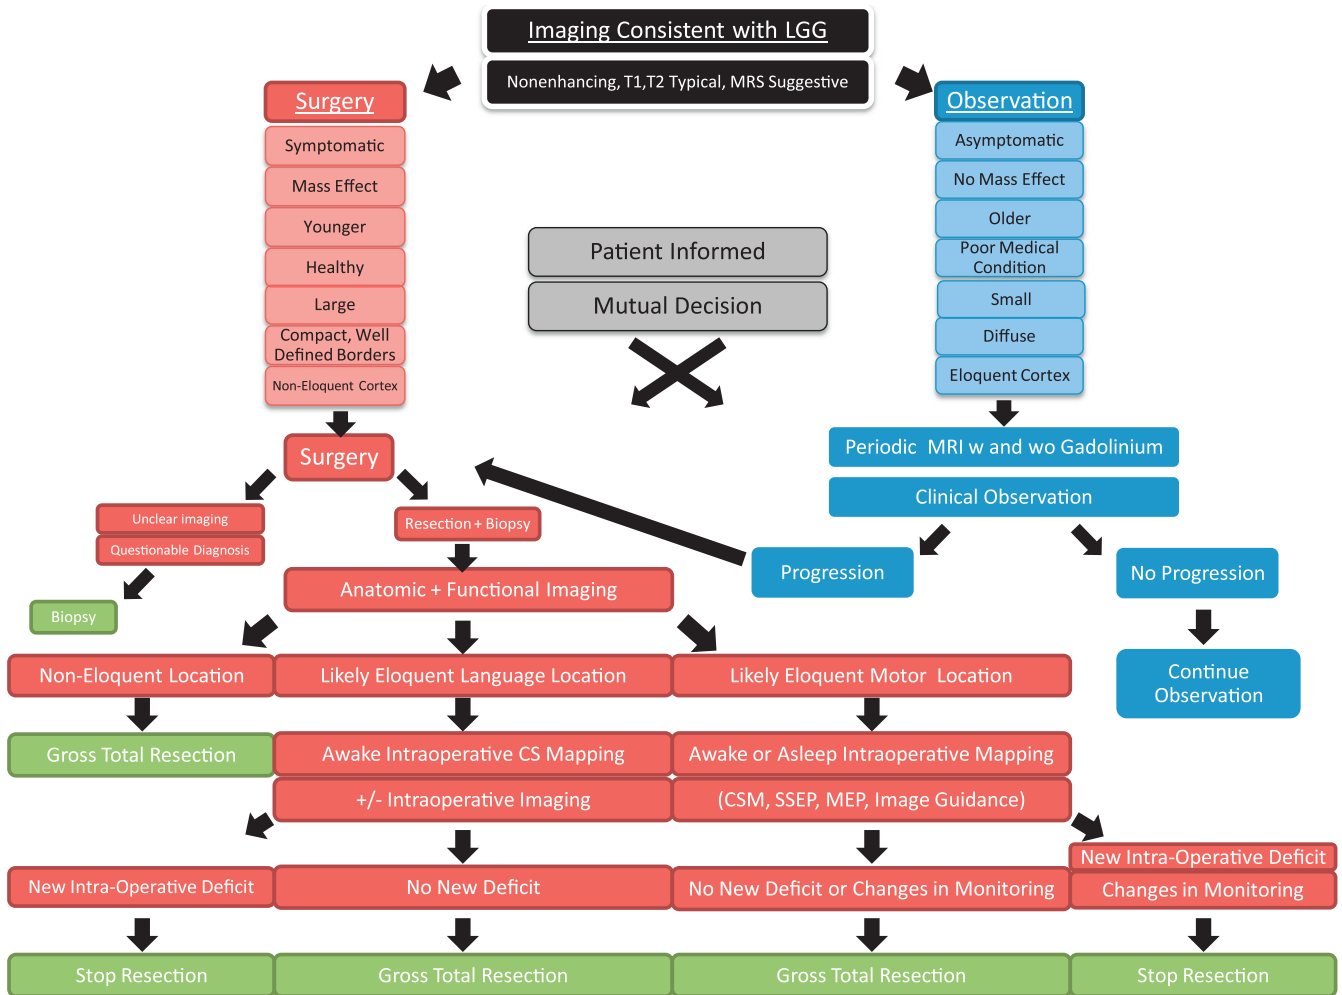 Imaging Consistent with LGG
Nonenhancing, T1,T2 Typical, MRS Suggestive
Surgery
Symptomatic
Mass Effect
Younger
Healthy
Large
Compact, Well
Defined Borders
Non-Eloquent Cortex
Observation
Asymptomatic
No Mass Effect
Older
Poor Medical
Condition
Small
Diffuse
Eloquent Cortex
Patient Informed
Mutual Decision
Surgery
Periodic MRI w and wo Gadolinium
Clinical Observation
Unclear imaging
Questionable Diagnosis
Resection + Biopsy
Progression
No Progression
Biopsy
Anatomic + Functional Imaging
Continue
Observation
Non-Eloquent Location
Likely Eloquent Language Location
Likely Eloquent Motor Location
Gross Total Resection
Awake Intraoperative CS Mapping
Awake or Asleep Intraoperative Mapping
+/- Intraoperative Imaging
(CSM, SSEP, MEP, Image Guidance)
New Intra-Operative Deficit
No New Deficit
No New Deficit or Changes in Monitoring
New Intra-Operative Deficit
Changes in Monitoring
Stop Resection
Gross Total Resection
Gross Total Resection
Stop Resection